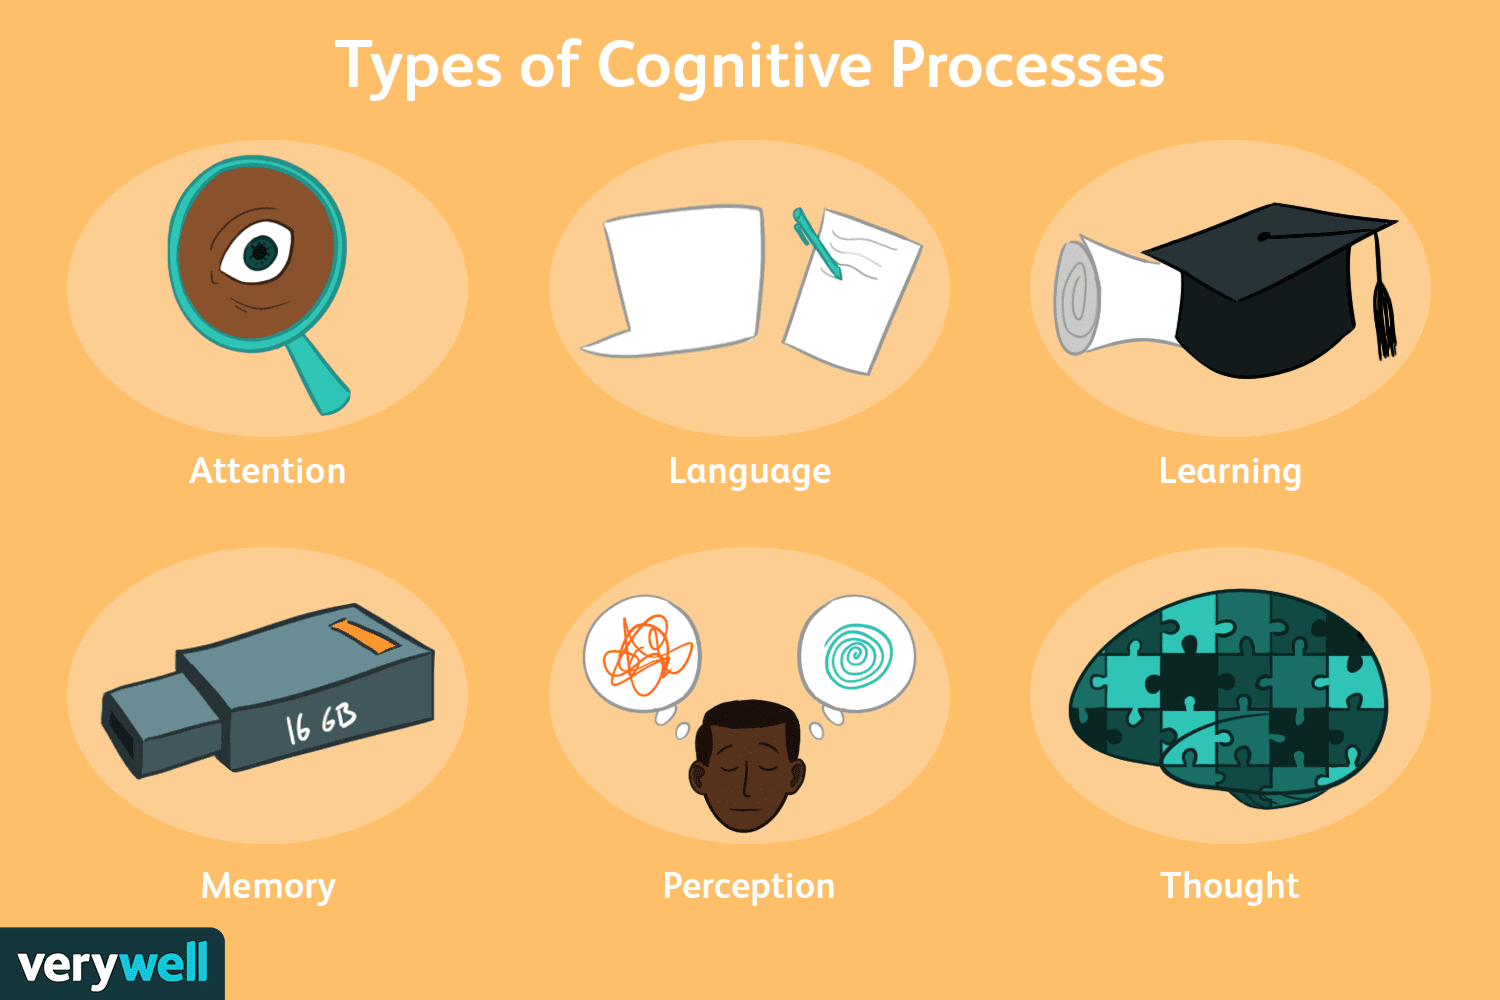 Types of Cognitive Processes
Attention
Language
Learning
16 GB
Memory
Perception
Thought
verywell